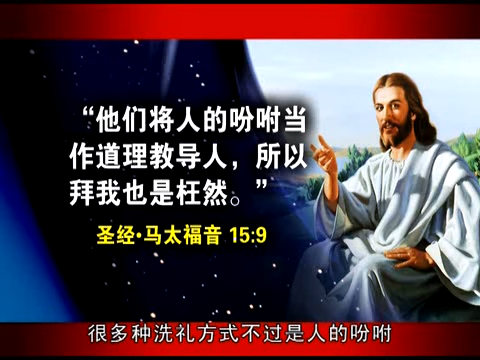 “他们将人的吩咐当
作道理教导人，所以
拜我也是枉然。”
圣经·马太福音 15:9
很多种洗礼方式不过是人的吩咐